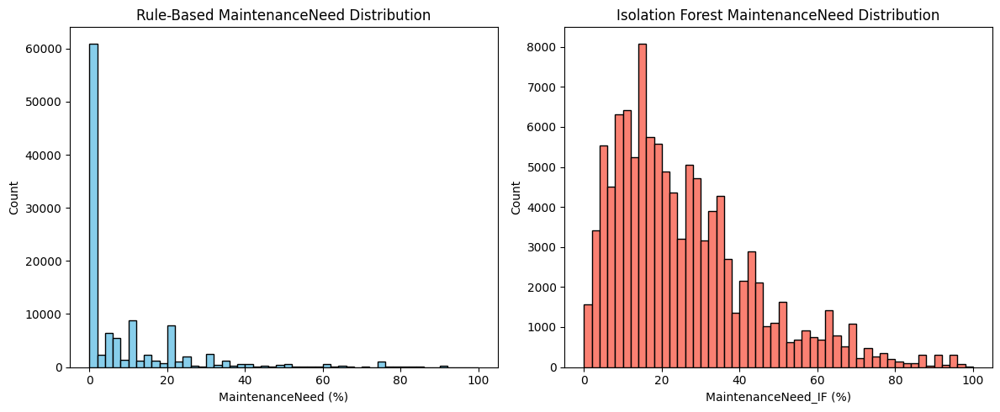 Rule-Based MaintenanceNeed Distribution
Count
60000
50000
40000
30000
20000
10000
0
0 20 40 60 80 100
MaintenanceNeed (%)
Isolation Forest MaintenanceNeed Distribution
Count
8000
7000
6000
5000
4000
3000
2000
1000
0
0 20 40 60 80 100
MaintenanceNeed_IF (%)